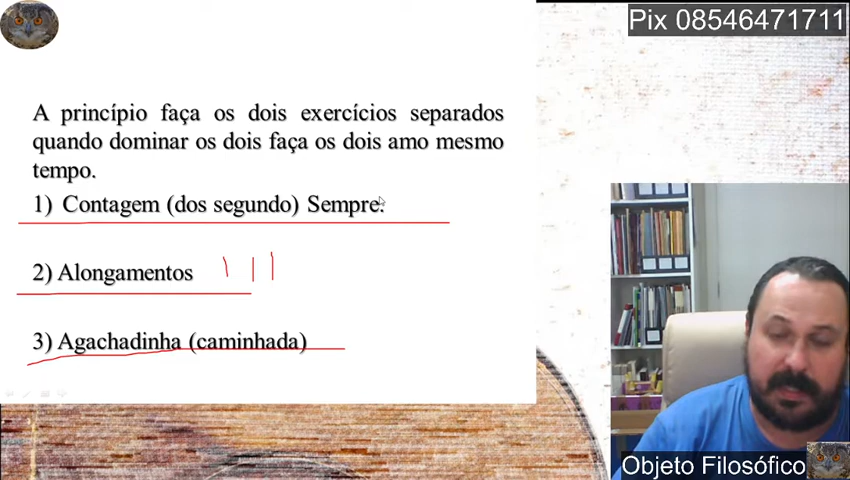 Pix 08546471711
A princípio faça os dois exercícios separados
quando dominar os dois faça os dois amo mesmo
tempo.
1) Contagem (dos segundo) Sempre.
2) Alongamentos
3) Agachadinha (caminhada)
Objeto Filosófico